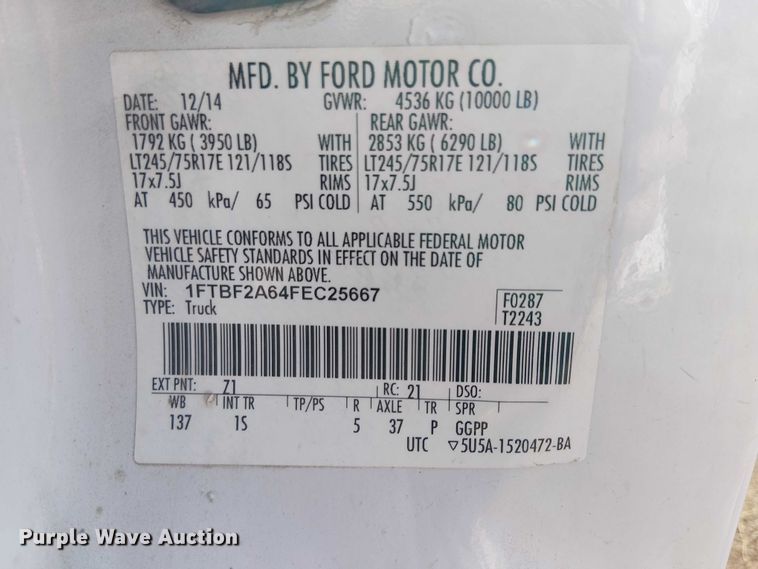 MFD. BY FORD MOTOR CO.
DATE: 12/14 GVWR: 4536 KG (10000 LB)
FRONT GAWR: REAR GAWR:
1792 KG ( 3950 LB) WITH 2853 KG ( 6290 LB) WITH
LT245/75R17E 121/118S TIRES LT245/75R17E 121/118S TIRES
17x7.5J RIMS 17x7.5J RIMS
AT 450 kPa/ 65 PSI COLD AT 550 kPa/ 80 PSI COLD
THIS VEHICLE CONFORMS TO ALL APPLICABLE FEDERAL MOTOR
VEHICLE SAFETY STANDARDS IN EFFECT ON THE DATE OF
MANUFACTURE SHOWN ABOVE.
VIN: 1FTBF2A64FEC25667 F0287
TYPE: Truck T2243
EXT PNT: Z1 RC: 21 DSO:
WB INT TR TP/PS R AXLE TR SPR
137 1S 5 37 P GGPP
UTC ▽5U5A-1520472-BA
Purple Wave Auction